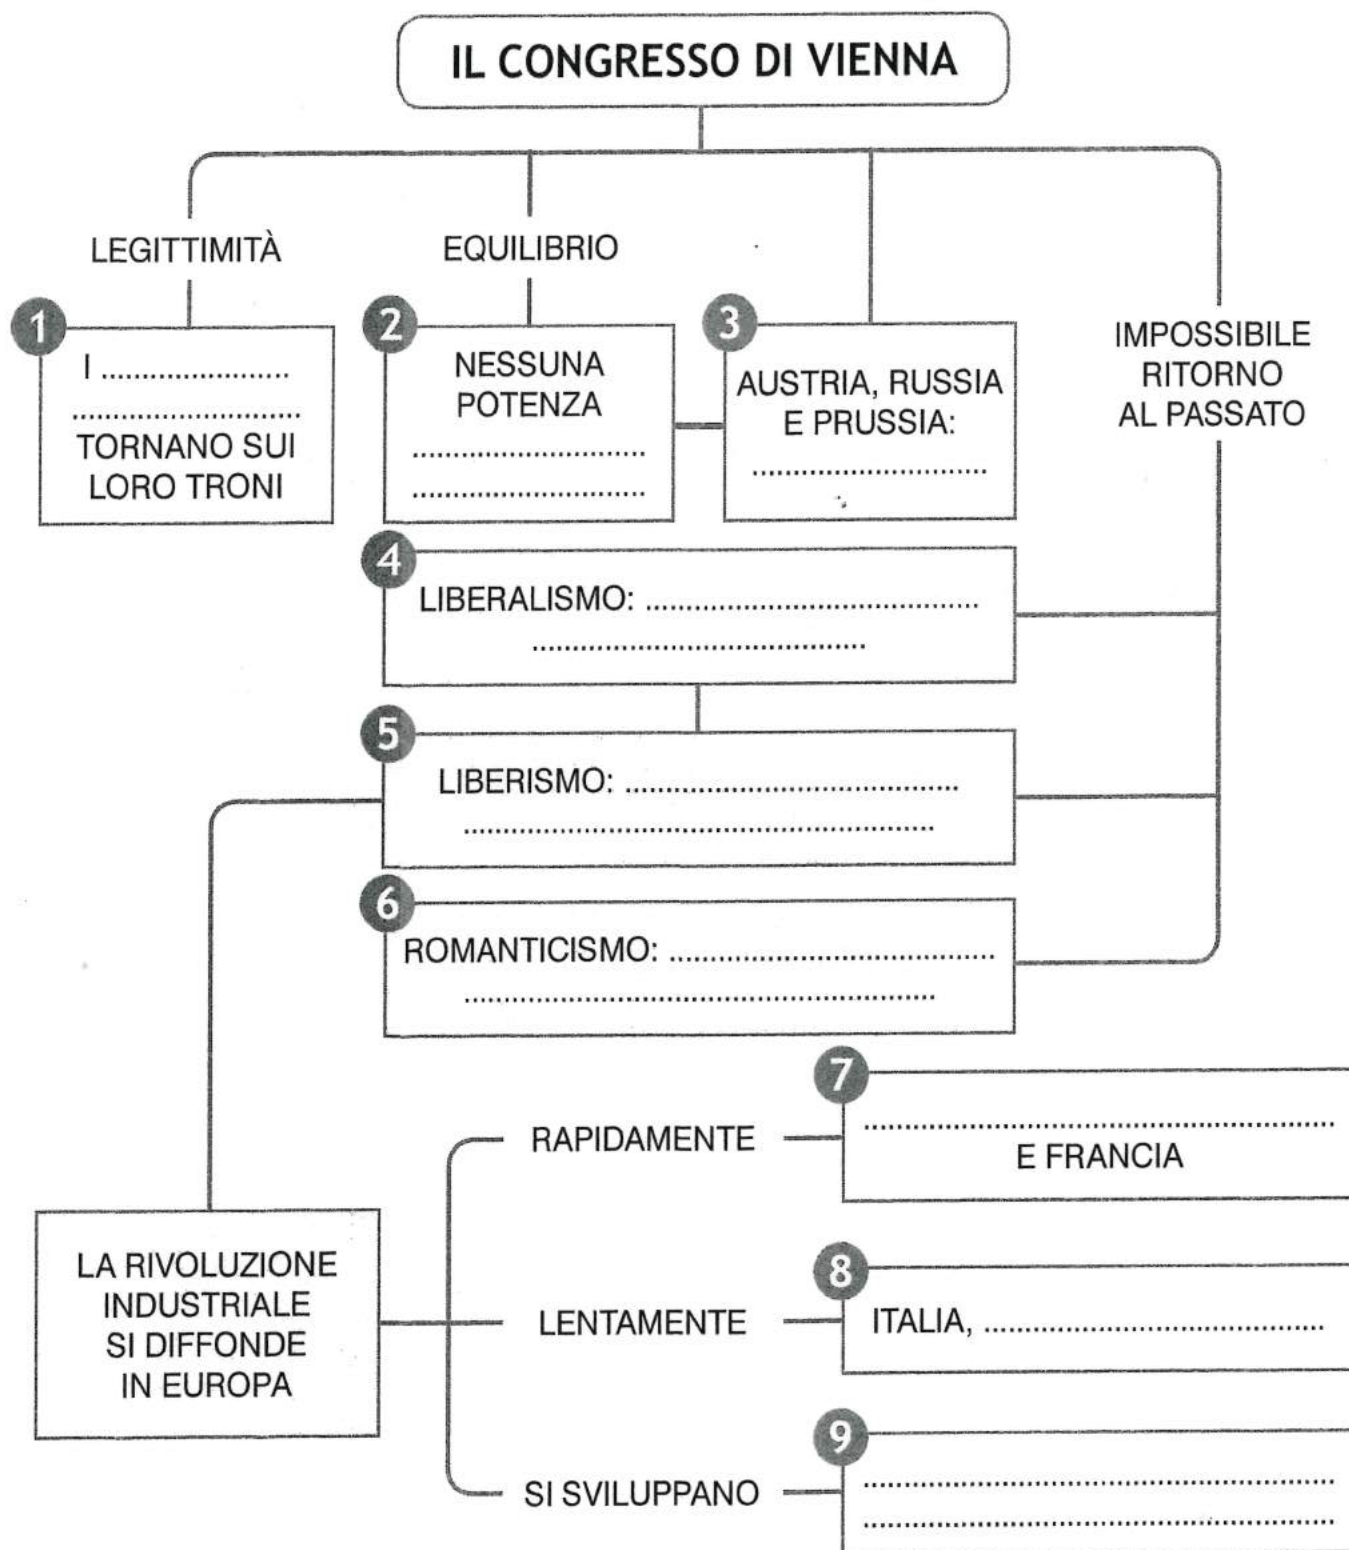 IL CONGRESSO DI VIENNA
LEGITTIMITÀ
EQUILIBRIO
1
I ........................
.............................
TORNANO SUI
LORO TRONI
2
NESSUNA
POTENZA
.............................
.............................
3
AUSTRIA, RUSSIA
E PRUSSIA:
.............................
IMPOSSIBILE
RITORNO
AL PASSATO
4
LIBERALISMO: ..........................................
..........................................
5
LIBERISMO: ..........................................
...........................................................
6
ROMANTICISMO: .........................................
...........................................................
LA RIVOLUZIONE
INDUSTRIALE
SI DIFFONDE
IN EUROPA
RAPIDAMENTE
7
...........................................................
E FRANCIA
LENTAMENTE
8
ITALIA, ...........................................
SI SVILUPPANO
9
...........................................................
...........................................................